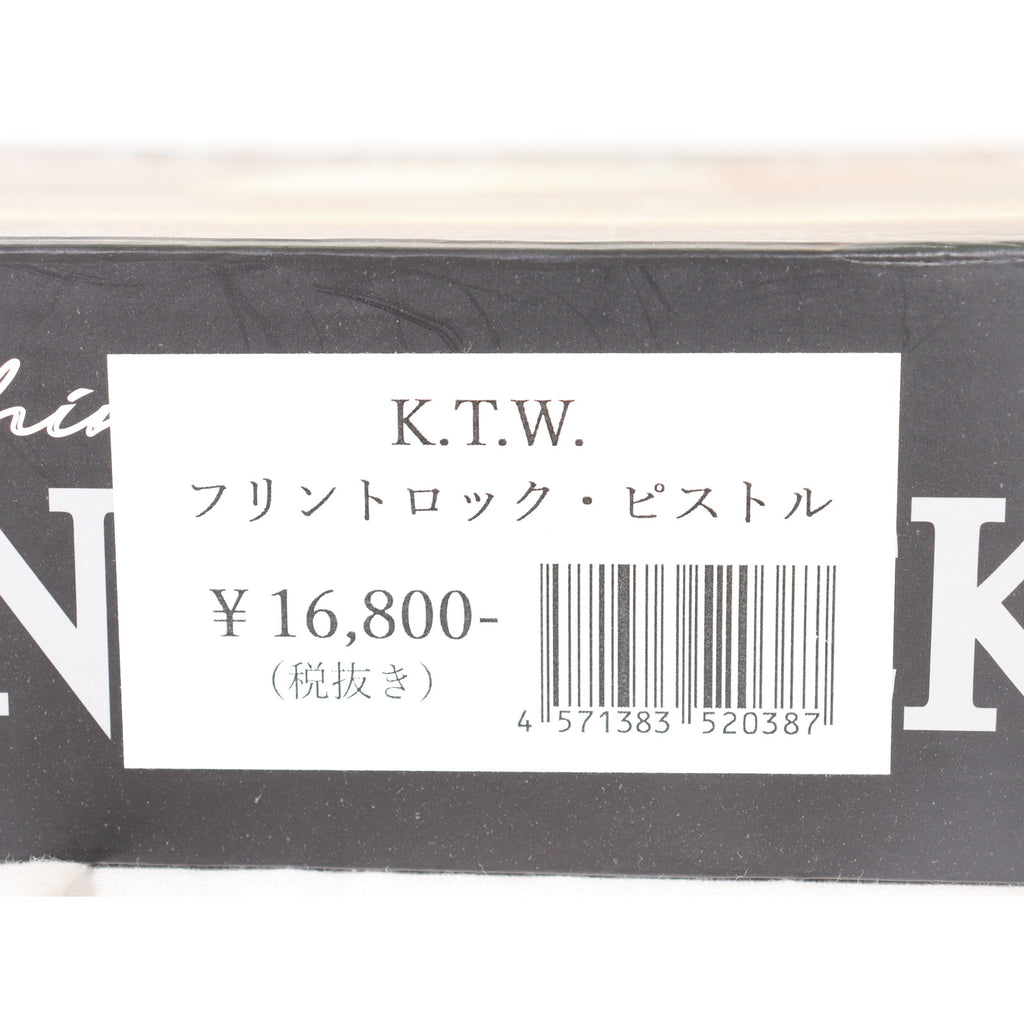 K.T.W.
フリントロック・ピストル
¥ 16,800-
(税抜き)
4 571383 520387